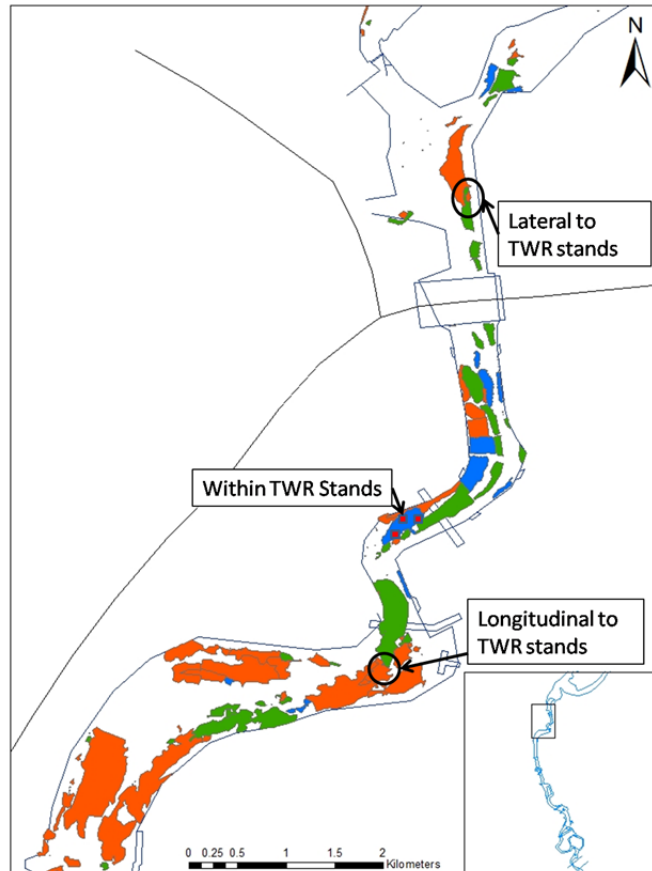 N
Lateral to
TWR stands
Within TWR Stands
Longitudinal to
TWR stands
0 0.25 0.5 1 1.5 2
Kilometers